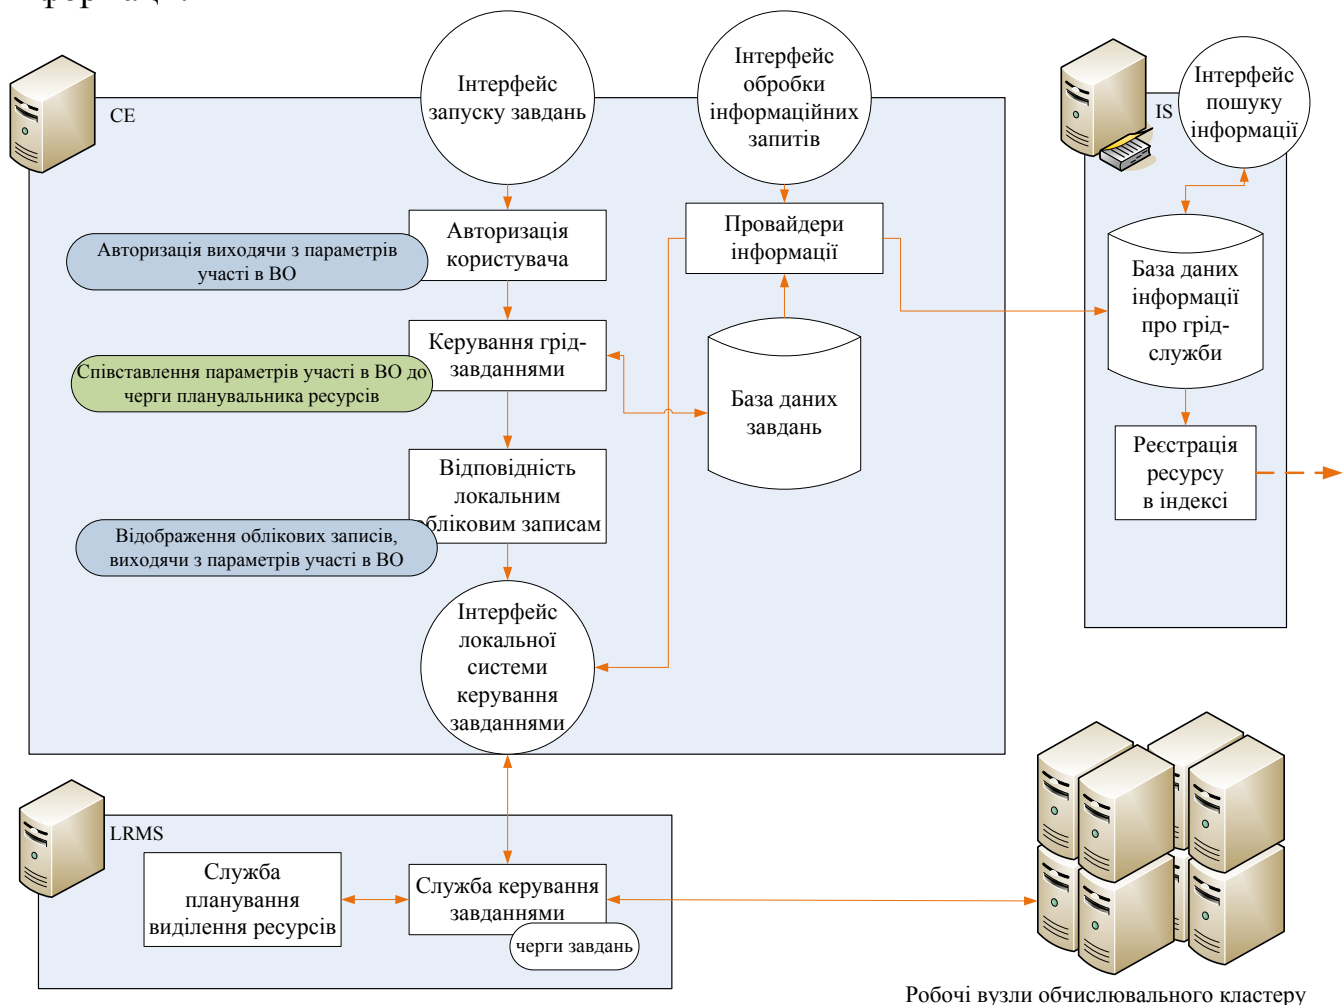 CE
Інтерфейс
запуску завдань
Інтерфейс
обробки
інформаційних
запитів
IS
Інтерфейс
пошуку
інформації
Авторизація
користувача
Провайдери
інформації
Авторизація виходячи з параметрів
участі в ВО
База даних
інформації
про грід-
служби
Керування грід-
завданнями
Співставлення параметрів участі в ВО до
черги планувальника ресурсів
База даних
завдань
Відповідність
локальним
обліковим записам
Реєстрація
ресурсу
в індексі
Відображення облікових записів,
виходячи з параметрів участі в ВО
Інтерфейс
локальної
системи
керування
завданнями
LRMS
Служба
планування
виділення ресурсів
Служба керування
завданнями
черги завдань
Робочі вузли обчислювального кластеру